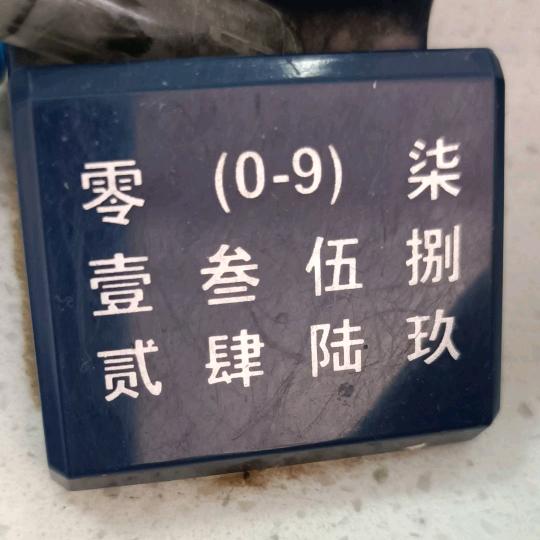 零 (0-9) 柒
壹 叁 伍 捌
贰 肆 陆 玖